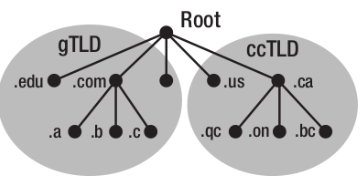 Root
gTLD ccTLD
.edu .com .us .ca
.a .b .c .qc .on .bc